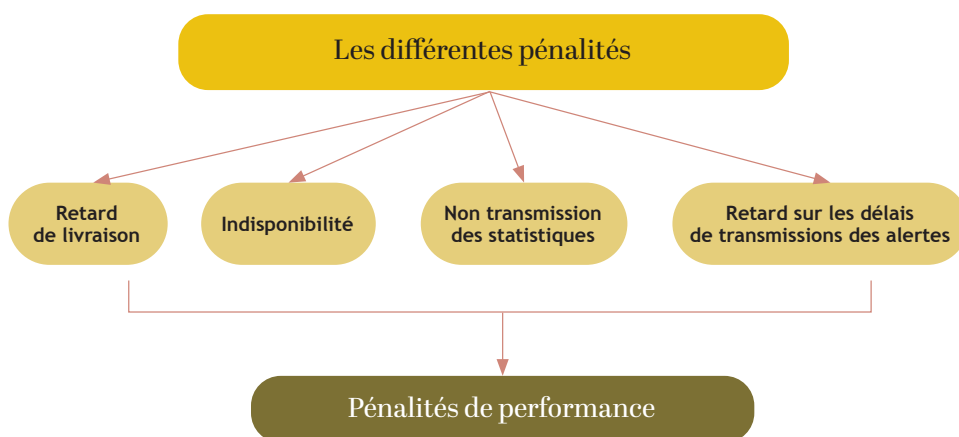 Les différentes pénalités
Retard
de livraison
Indisponibilité
Non transmission
des statistiques
Retard sur les délais
de transmissions des alertes
Pénalités de performance